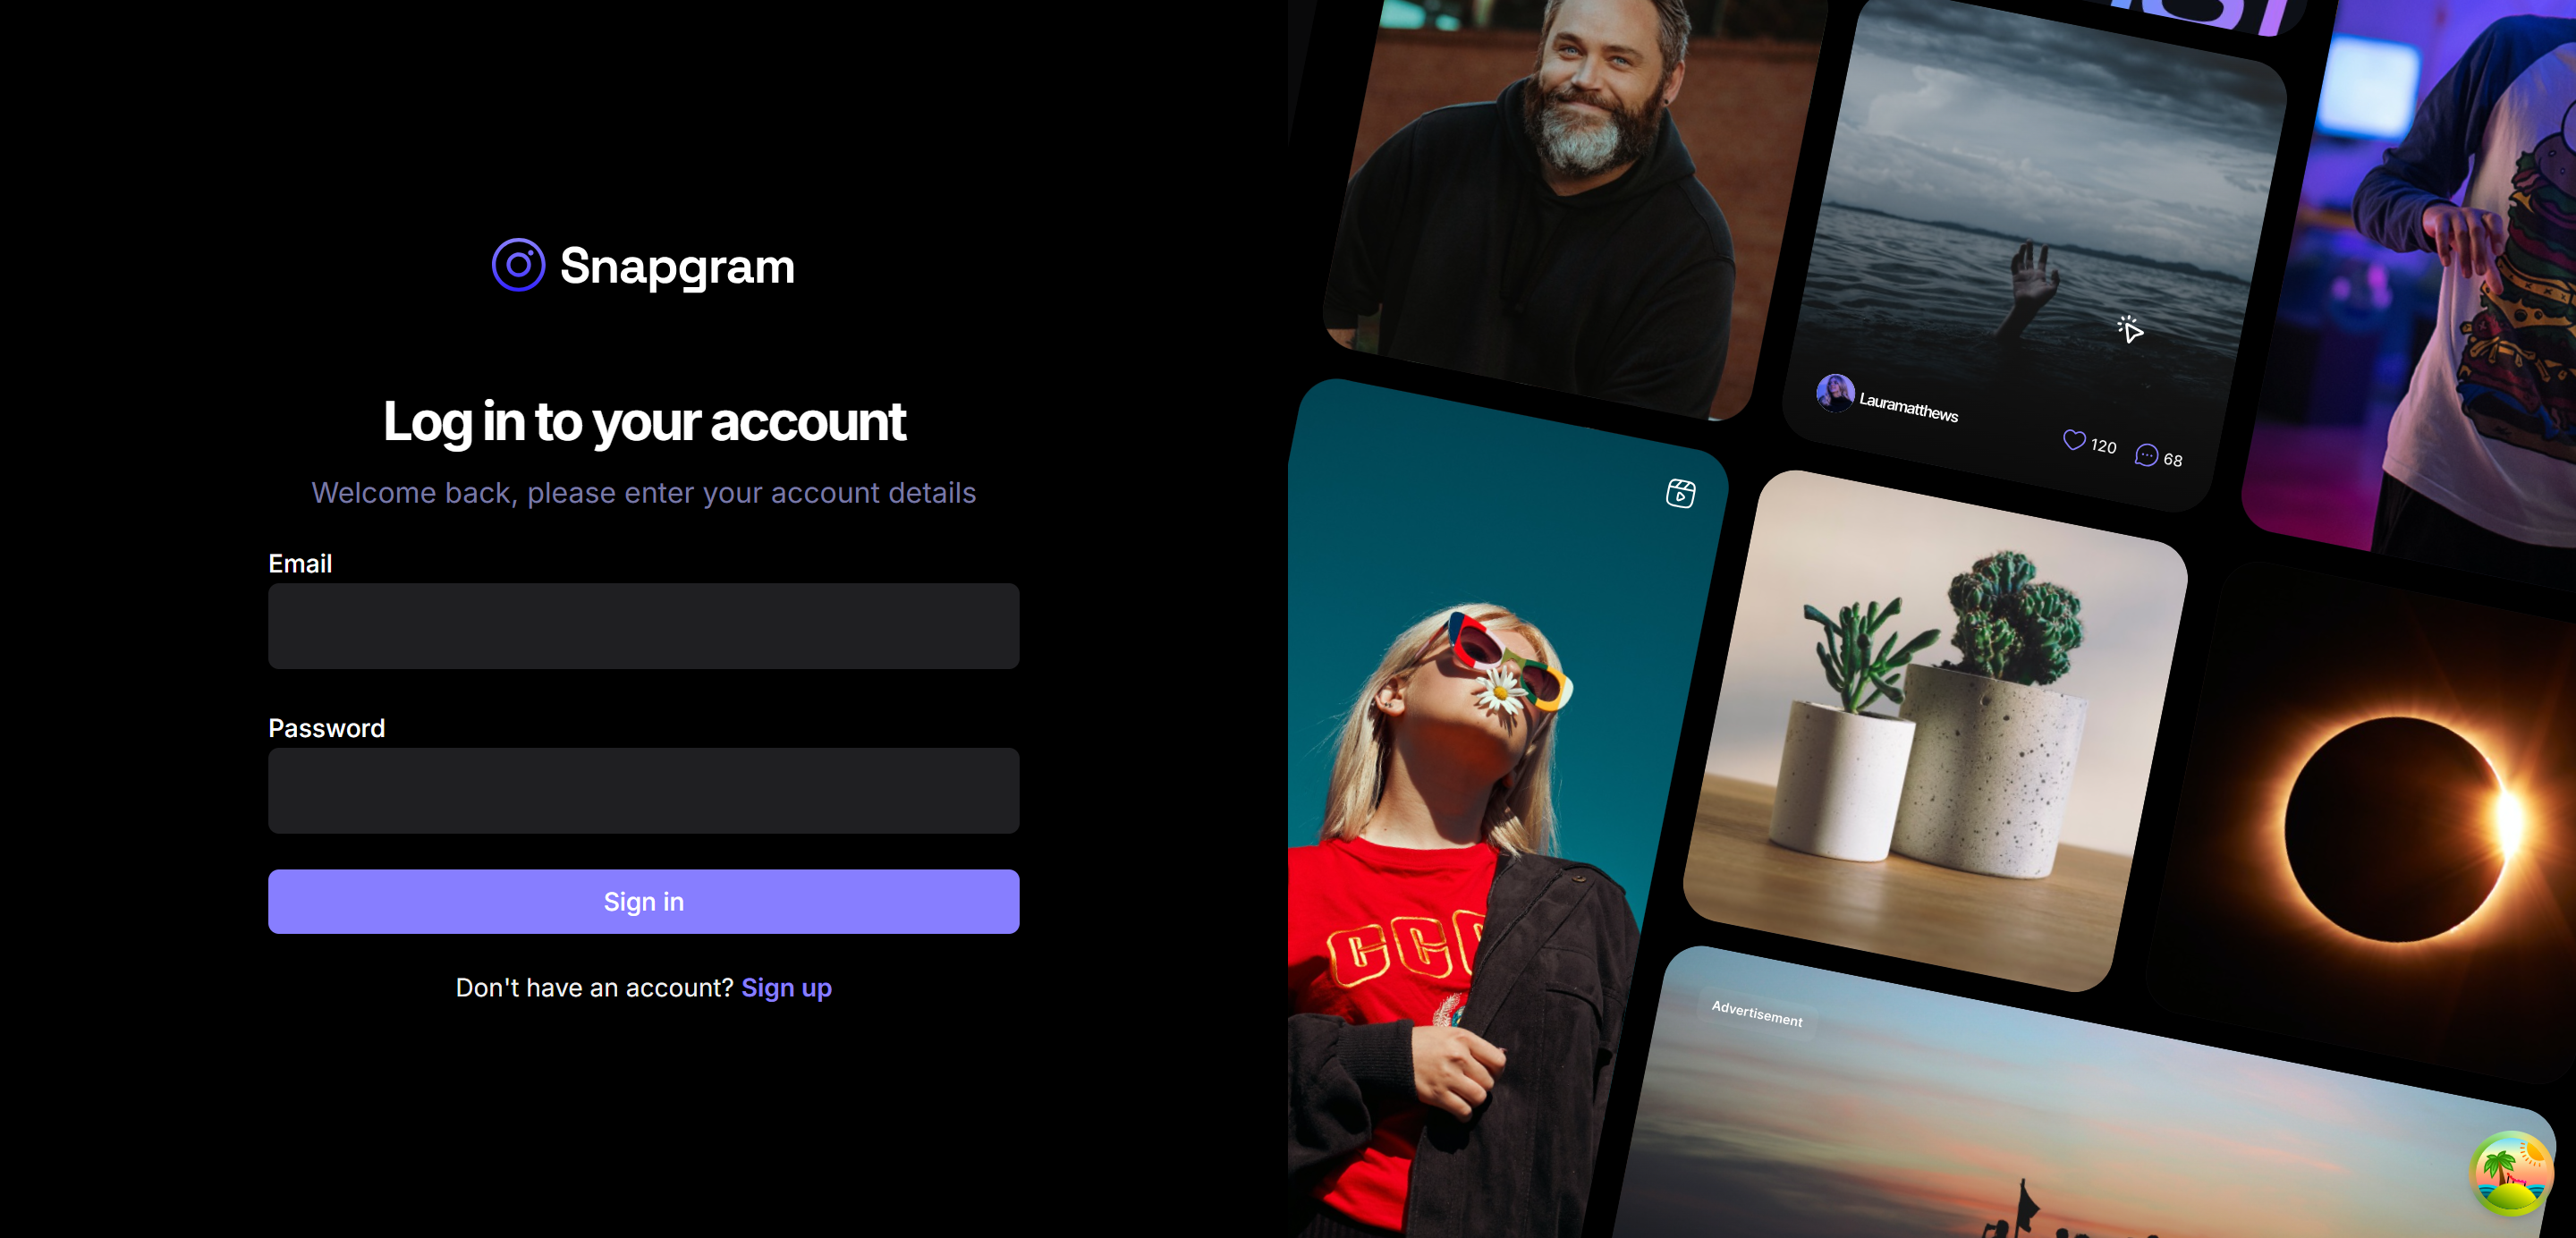 Snapgram
Log in to your account
Welcome back, please enter your account details
Email
Password
Sign in
Don't have an account? Sign up
Lauramatthews
120
68
CCC
Advertisement